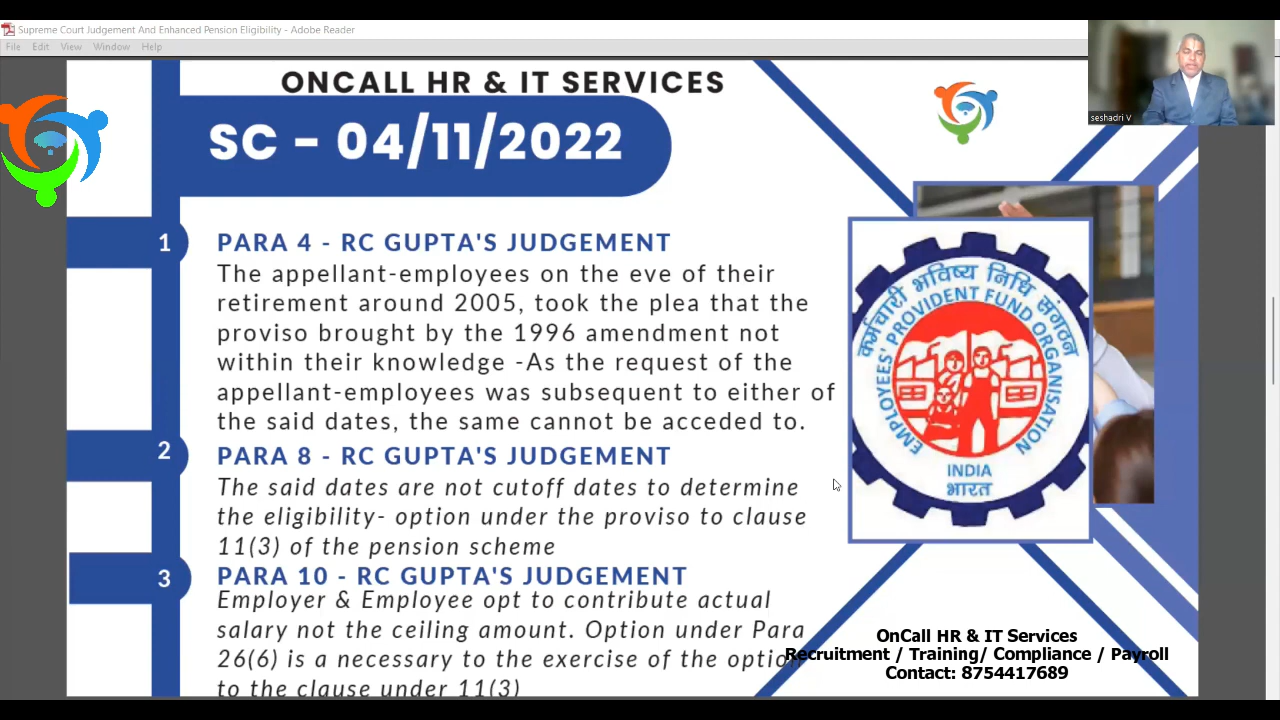 Supreme Court Judgement And Enhanced Pension Eligibility - Adobe Reader
File Edit View Window Help
seshadri V
ONCALL HR & IT SERVICES
SC - 04/11/2022
1
PARA 4 - RC GUPTA'S JUDGEMENT
The appellant-employees on the eve of their
retirement around 2005, took the plea that the
proviso brought by the 1996 amendment not
within their knowledge -As the request of the
appellant-employees was subsequent to either of
the said dates, the same cannot be acceded to.
2
PARA 8 - RC GUPTA'S JUDGEMENT
The said dates are not cutoff dates to determine
the eligibility- option under the proviso to clause
11(3) of the pension scheme
3
PARA 10 - RC GUPTA'S JUDGEMENT
Employer & Employee opt to contribute actual
salary not the ceiling amount. Option under Para
26(6) is a necessary to the exercise of the option
to the clause under 11(3)
कर्मचारी भविष्य निधि संगठन
EMPLOYEES' PROVIDENT FUND ORGANISATION
INDIA
भारत
OnCall HR & IT Services
Recruitment / Training/ Compliance / Payroll
Contact: 8754417689